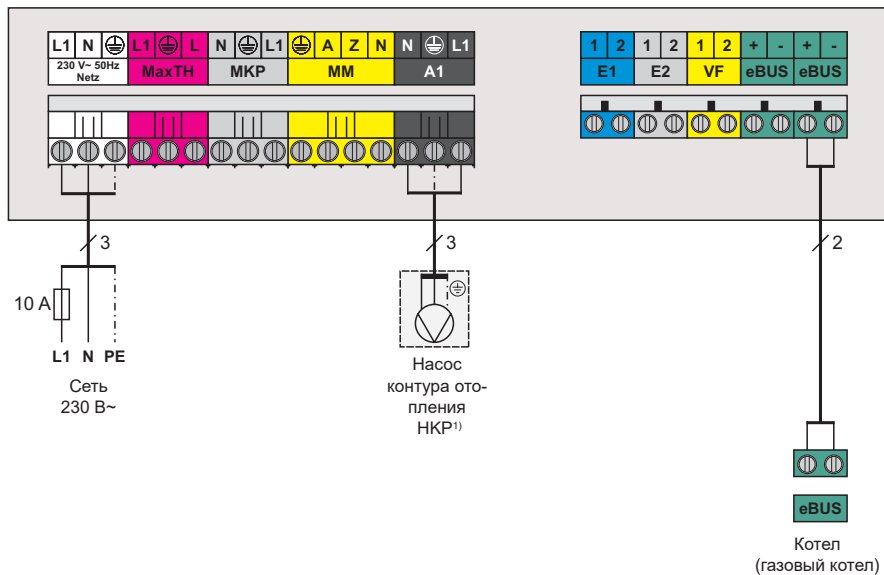 L1 N ⏚ L1 ⏚ L N ⏚ L1 ⏚ A Z N N ⏚ L1
230 V~ 50Hz
Netz
MaxTH MKP MM A1
1 2 1 2 1 2 + - + -
E1 E2 VF eBUS eBUS
3
3
2
10 A
L1 N PE
Сеть
230 В~
Насос
контура ото-
пления
НКР¹⁾
eBUS
Котел
(газовый котел)